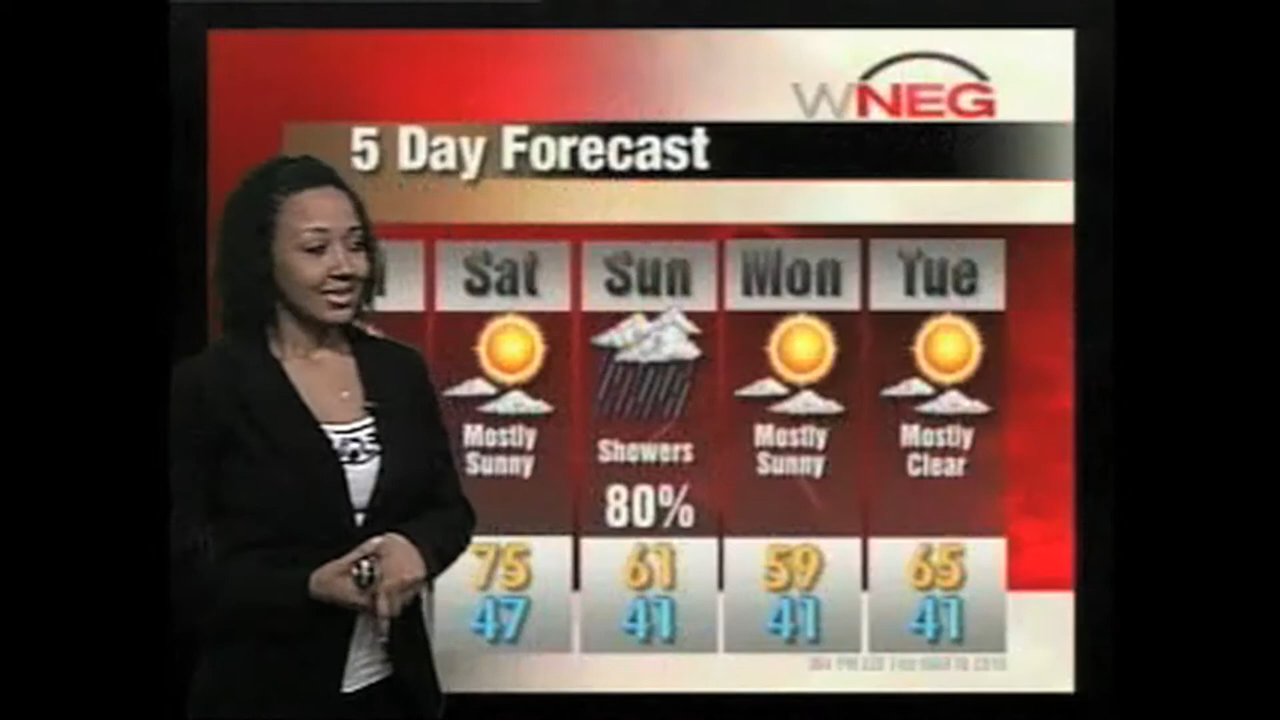 WNEG
5 Day Forecast
Sat Sun Mon Tue
Mostly Sunny
Showers
80%
Mostly Sunny
Mostly Clear
75 61 59 65
47 41 41 41